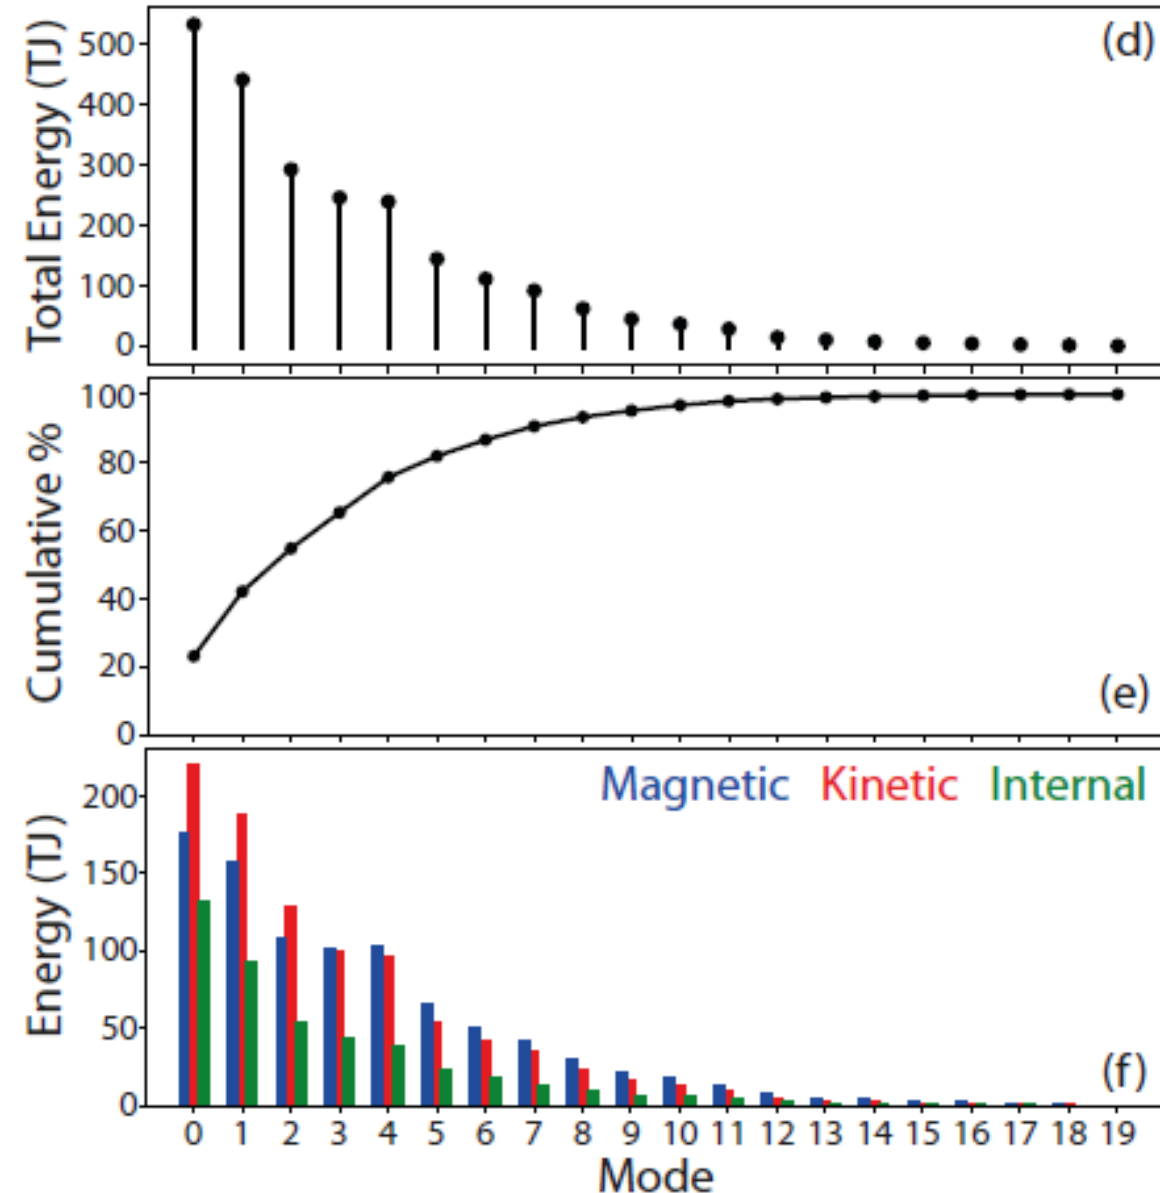 (d)
Total Energy (TJ)
500
400
300
200
100
0
Cumulative %
100
80
60
40
20
0
(e)
Magnetic Kinetic Internal
Energy (TJ)
200
150
100
50
0
(f)
0 1 2 3 4 5 6 7 8 9 10 11 12 13 14 15 16 17 18 19
Mode